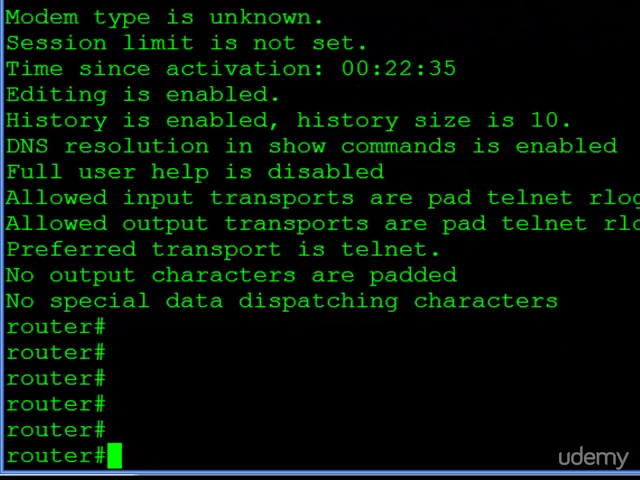 Modem type is unknown.
Session limit is not set.
Time since activation: 00:22:35
Editing is enabled.
History is enabled, history size is 10.
DNS resolution in show commands is enabled
Full user help is disabled
Allowed input transports are pad telnet rlog
Allowed output transports are pad telnet rlo
Preferred transport is telnet.
No output characters are padded
No special data dispatching characters
router#
router#
router#
router#
router#
router#
udemy